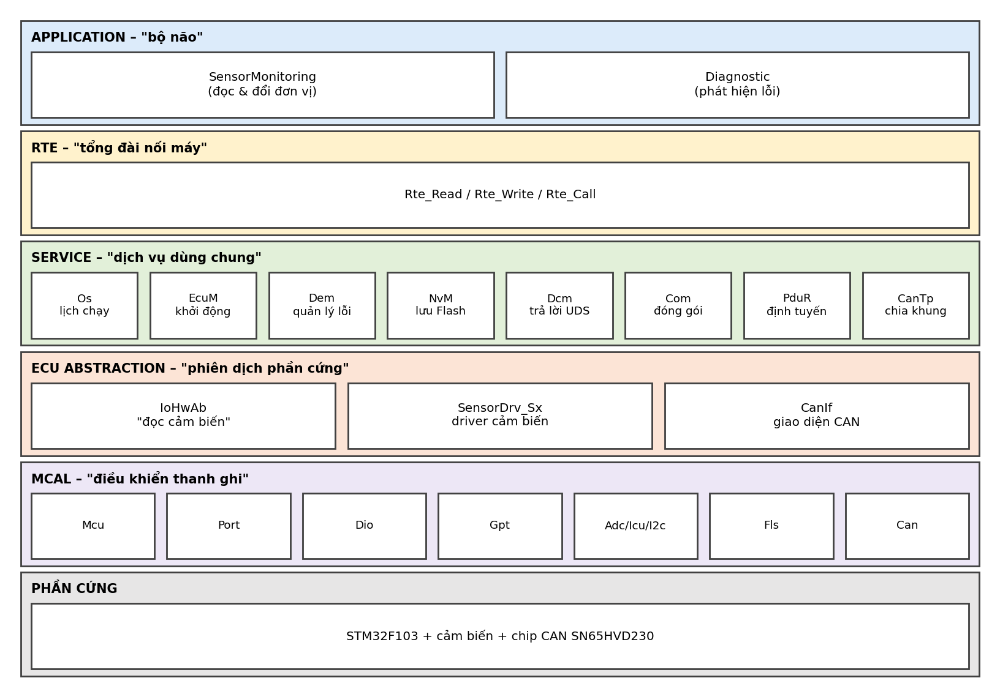 APPLICATION – "bộ não"
SensorMonitoring
(đọc & đổi đơn vị)
Diagnostic
(phát hiện lỗi)
RTE – "tổng đài nối máy"
Rte_Read / Rte_Write / Rte_Call
SERVICE – "dịch vụ dùng chung"
Os
lịch chạy
EcuM
khởi động
Dem
quản lý lỗi
NvM
lưu Flash
Dcm
trả lời UDS
Com
đóng gói
PduR
định tuyến
CanTp
chia khung
ECU ABSTRACTION – "phiên dịch phần cứng"
IoHwAb
"đọc cảm biến"
SensorDrv_Sx
driver cảm biến
CanIf
giao diện CAN
MCAL – "điều khiển thanh ghi"
Mcu
Port
Dio
Gpt
Adc/Icu/I2c
Fls
Can
PHẦN CỨNG
STM32F103 + cảm biến + chip CAN SN65HVD230